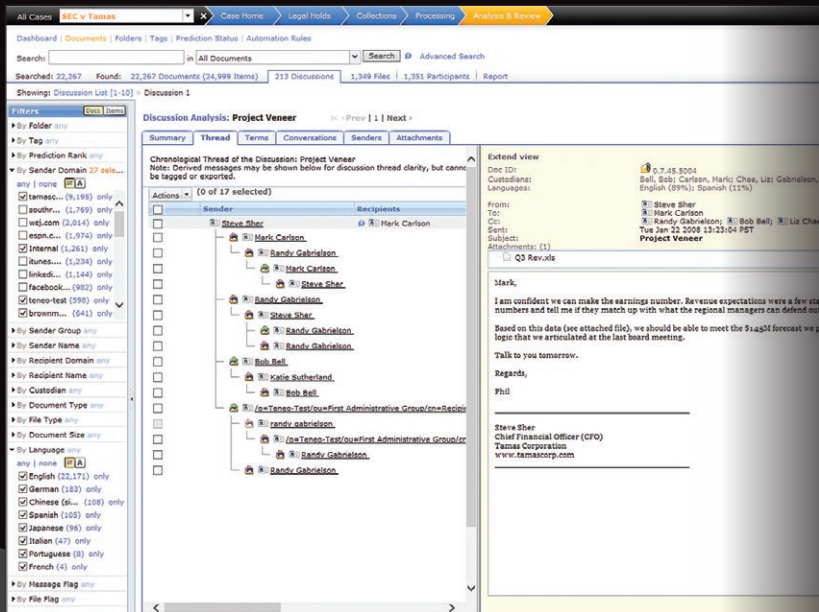 All Cases SEC v Tamas X Case Home Legal Holds Collections Processing Analysis & Review
Dashboard | Documents | Folders | Tags | Prediction Status | Automation Rules
Search: in All Documents Search Advanced Search
Searched: 22,267 Found: 22,267 Documents (24,999 Items) 213 Discussions 1,349 Files 1,351 Participants Report
Showing: Discussion List [1-10] > Discussion 1
Filters Docs Items
By Folder any
By Tag any
By Prediction Rank any
By Sender Domain 27 sele...
any | none A
tamasc... (9,195) only
southr... (1,769) only
wsj.com (2,014) only
espn.c... (1,974) only
Internal (1,261) only
itunes.... (1,234) only
linkedi... (1,144) only
facebook... (982) only
teneo-test (598) only
brownm... (641) only
By Sender Group any
By Sender Name any
By Recipient Domain any
By Recipient Name any
By Custodian any
By Document Type any
By File Type any
By Document Size any
By Language any
any | none A
English (22,171) only
German (183) only
Chinese (si... (108) only
Spanish (105) only
Japanese (96) only
Italian (47) only
Portuguese (8) only
French (4) only
By Message Flag any
By File Flag any
Discussion Analysis: Project Veneer Prev | 1 | Next
Summary Thread Terms Conversations Senders Attachments
Chronological Thread of the Discussion: Project Veneer
Note: Derived messages may be shown below for discussion thread clarity, but cannot
be tagged or exported.
Actions (0 of 17 selected)
Sender Recipients
Steve Sher Mark Carlson
Mark Carlson
Randy Gabrielson
Mark Carlson
Steve Sher
Randy Gabrielson
Steve Sher
Randy Gabrielson
Randy Gabrielson
Bob Bell
Katie Sutherland
Bob Bell
/o=Teneo-Test/ou=First Administrative Group/cn=Recipie
randy gabrielson
/o=Teneo-Test/ou=First Administrative Group/cr
Randy Gabrielson
Randy Gabrielson
Extend view
Doc ID: 0.7.45.5004
Custodians: Bell, Bob; Carlson, Mark; Chae, Liz; Gabrielson,
Languages: English (89%); Spanish (11%)
From: Steve Sher
To: Mark Carlson
Cc: Randy Gabrielson; Bob Bell; Liz Chae
Sent: Tue Jan 22 2008 13:23:04 PST
Subject: Project Veneer
Attachments: (1)
Q3 Rev.xls
Mark,
I am confident we can make the earnings number. Revenue expectations were a few sta
numbers and tell me if they match up with what the regional managers can defend out
Based on this data (see attached file), we should be able to meet the $145M forecast we p
logic that we articulated at the last board meeting.
Talk to you tomorrow.
Regards,
Phil
Steve Sher
Chief Financial Officer (CFO)
Tamas Corporation
www.tamascorp.com